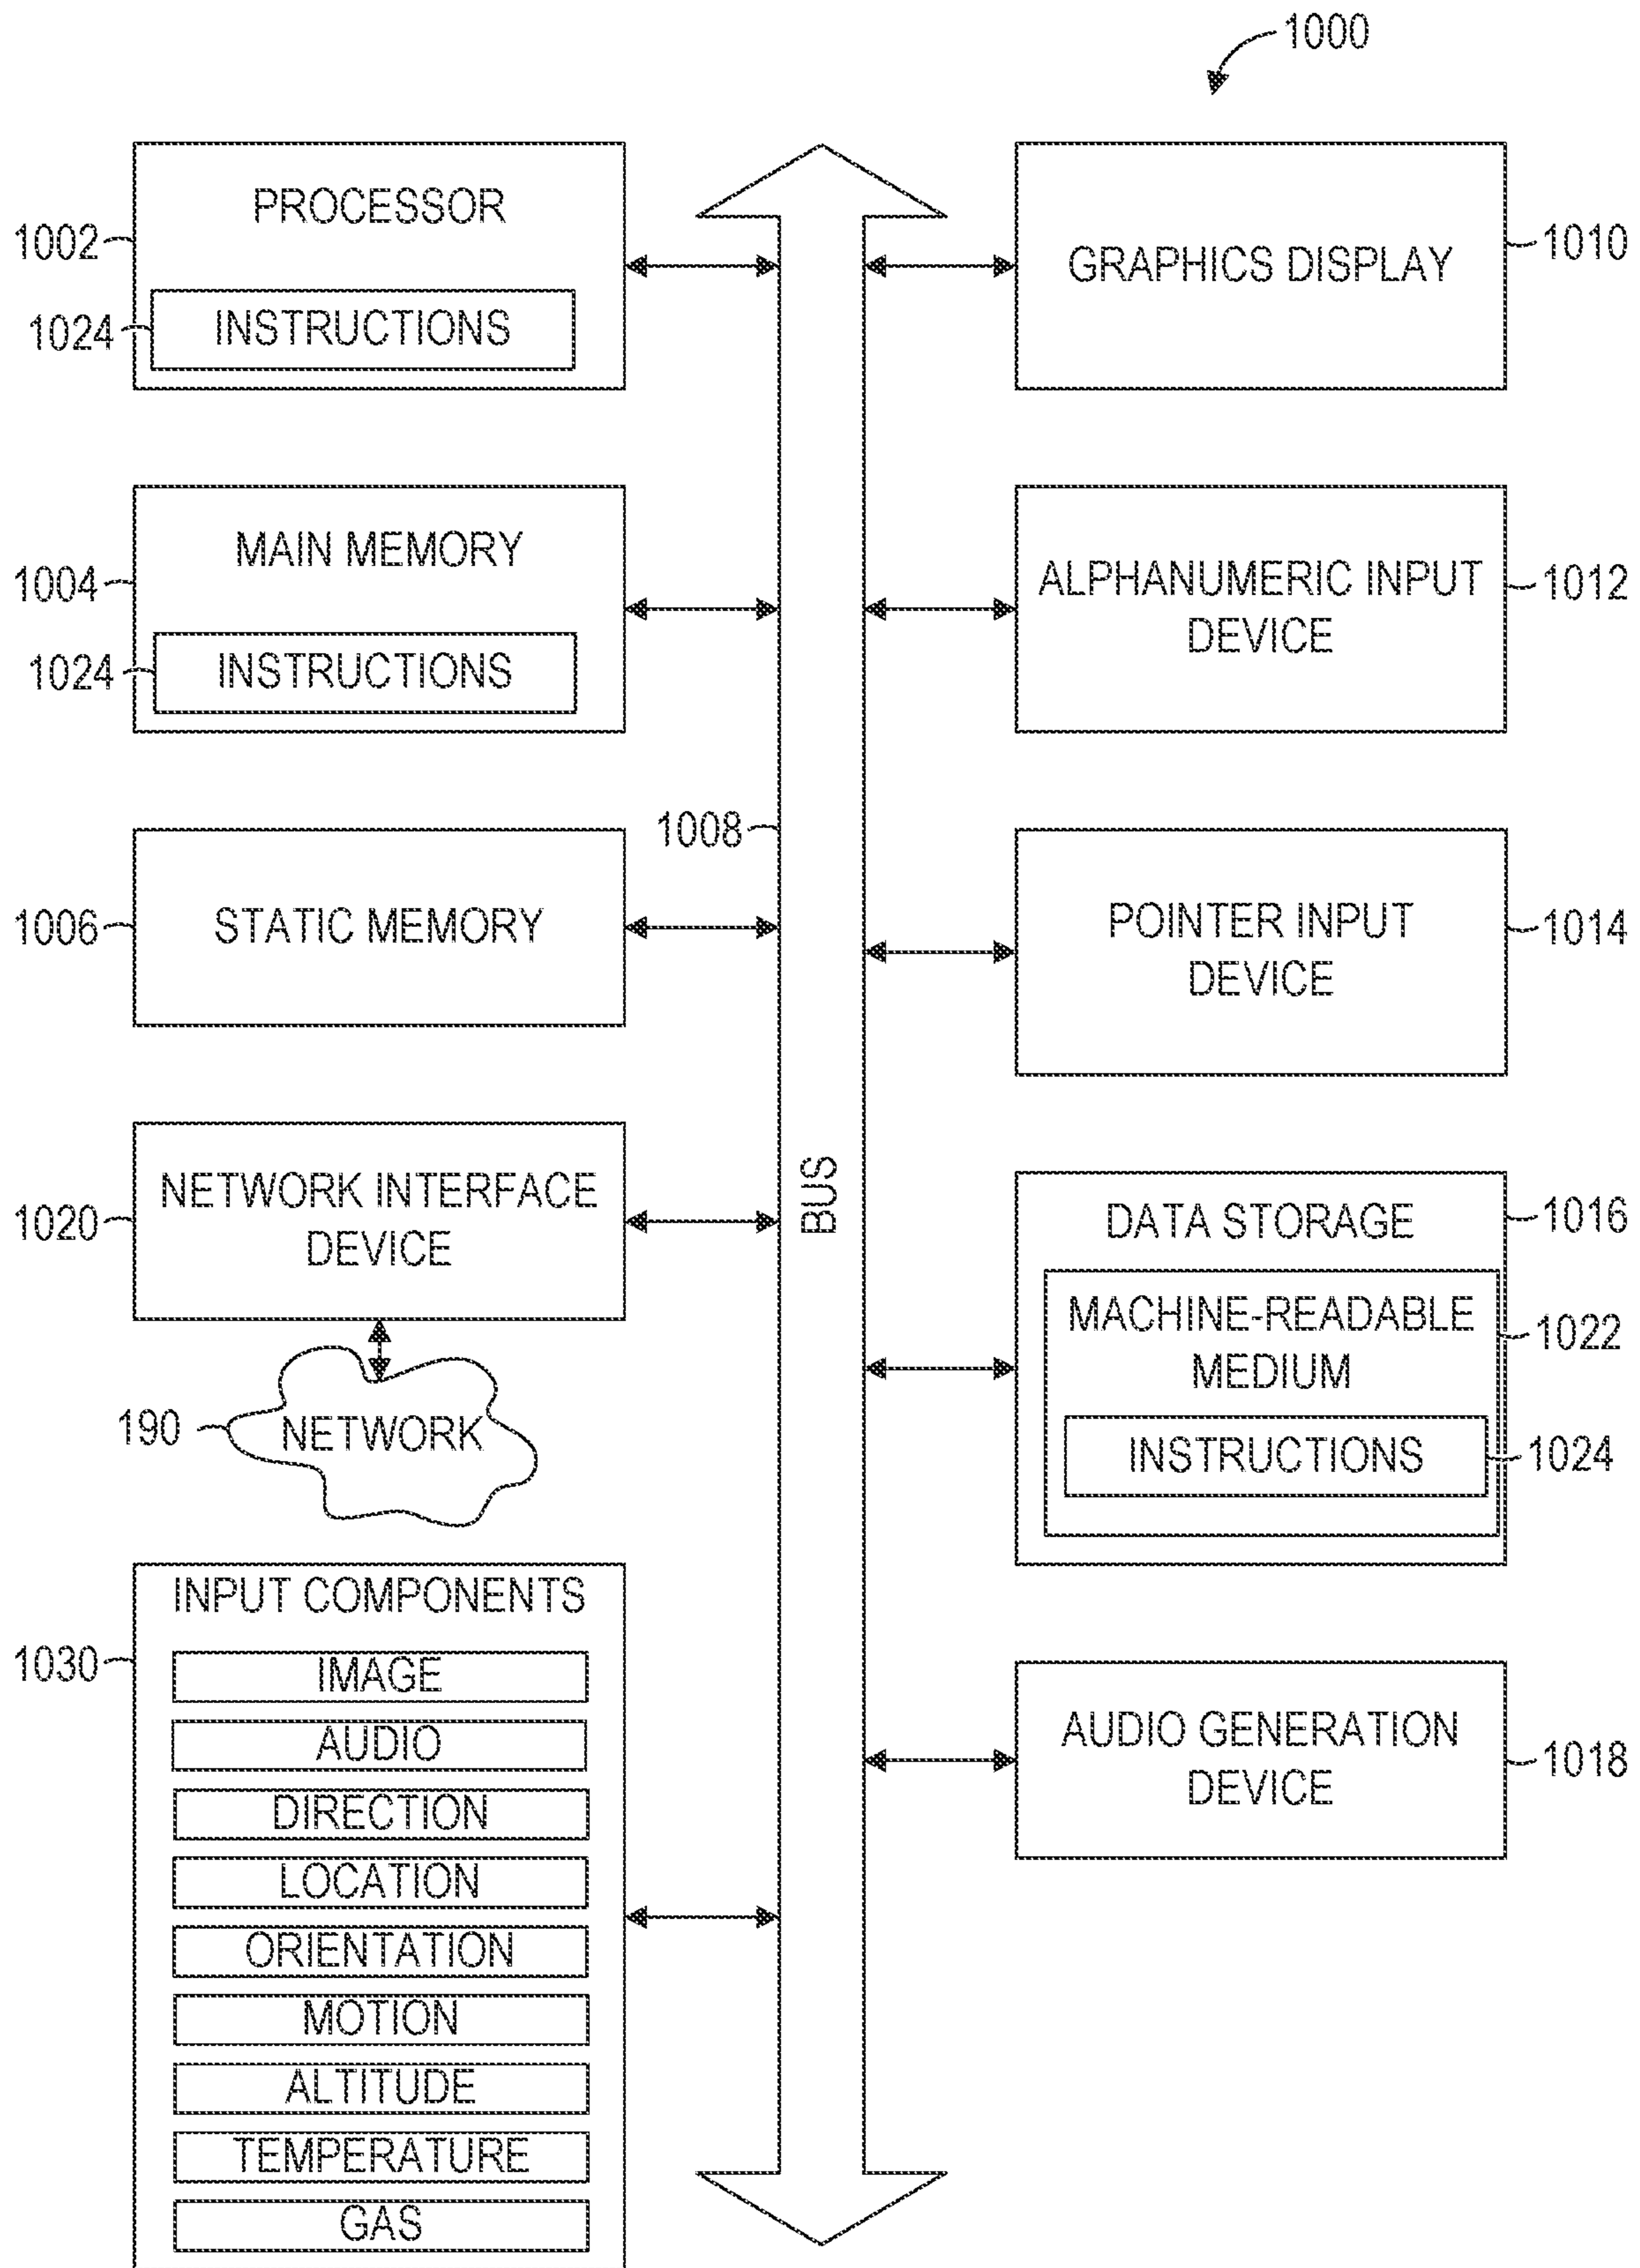 1000
PROCESSOR
1002
1024
INSTRUCTIONS
MAIN MEMORY
1004
1024
INSTRUCTIONS
1008
1006
STATIC MEMORY
NETWORK INTERFACE
DEVICE
1020
190
NETWORK
INPUT COMPONENTS
1030
IMAGE
AUDIO
DIRECTION
LOCATION
ORIENTATION
MOTION
ALTITUDE
TEMPERATURE
GAS
BUS
GRAPHICS DISPLAY
1010
ALPHANUMERIC INPUT
DEVICE
1012
POINTER INPUT
DEVICE
1014
DATA STORAGE
1016
MACHINE-READABLE
MEDIUM
1022
INSTRUCTIONS
1024
AUDIO GENERATION
DEVICE
1018